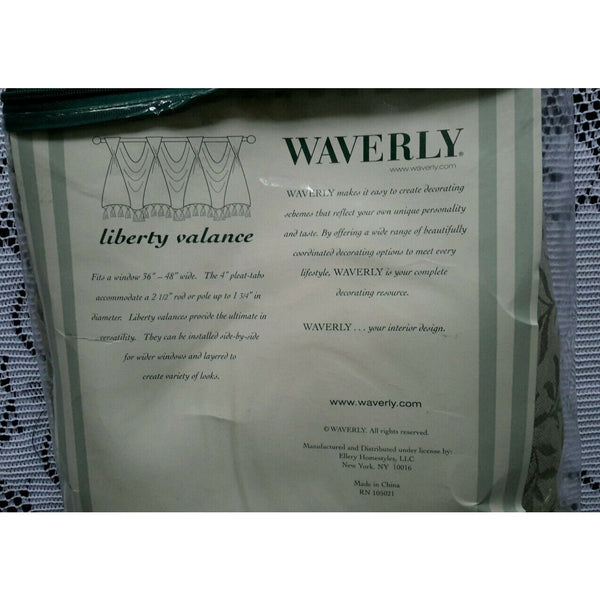 liberty valance
Fits a window 36" – 48" wide. The 4" pleat-tabs
accommodate a 2 1/2" rod or pole up to 1 3/4" in
diameter. Liberty valances provide the ultimate in
versatility. They can be installed side-by-side
for wider windows and layered to
create variety of looks.
WAVERLY®
www.waverly.com
WAVERLY makes it easy to create decorating
schemes that reflect your own unique personality
and taste. By offering a wide range of beautifully
coordinated decorating options to meet every
lifestyle, WAVERLY is your complete
decorating resource.
WAVERLY . . . your interior design.
www.waverly.com
© WAVERLY. All rights reserved.
Manufactured and Distributed under license by:
Ellery Homestyles, LLC
New York, NY 10016
Made in China
RN 105021